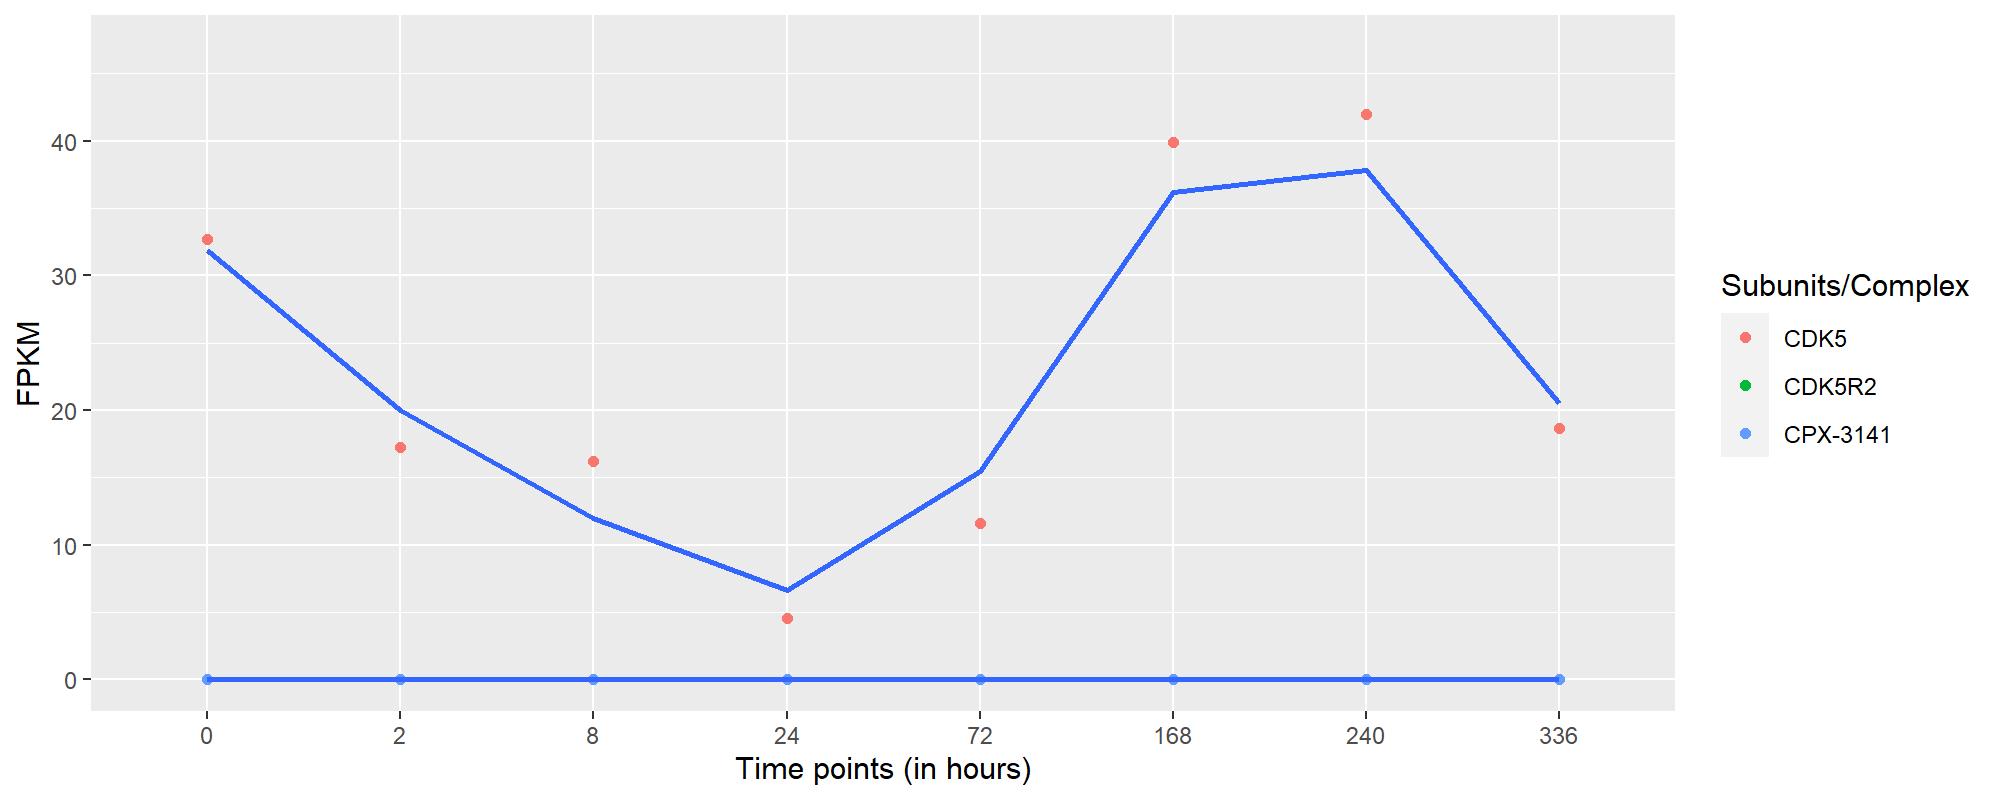 FPKM
40
30
20
10
0
0 2 8 24 72 168 240 336
Time points (in hours)
Subunits/Complex
CDK5
CDK5R2
CPX-3141